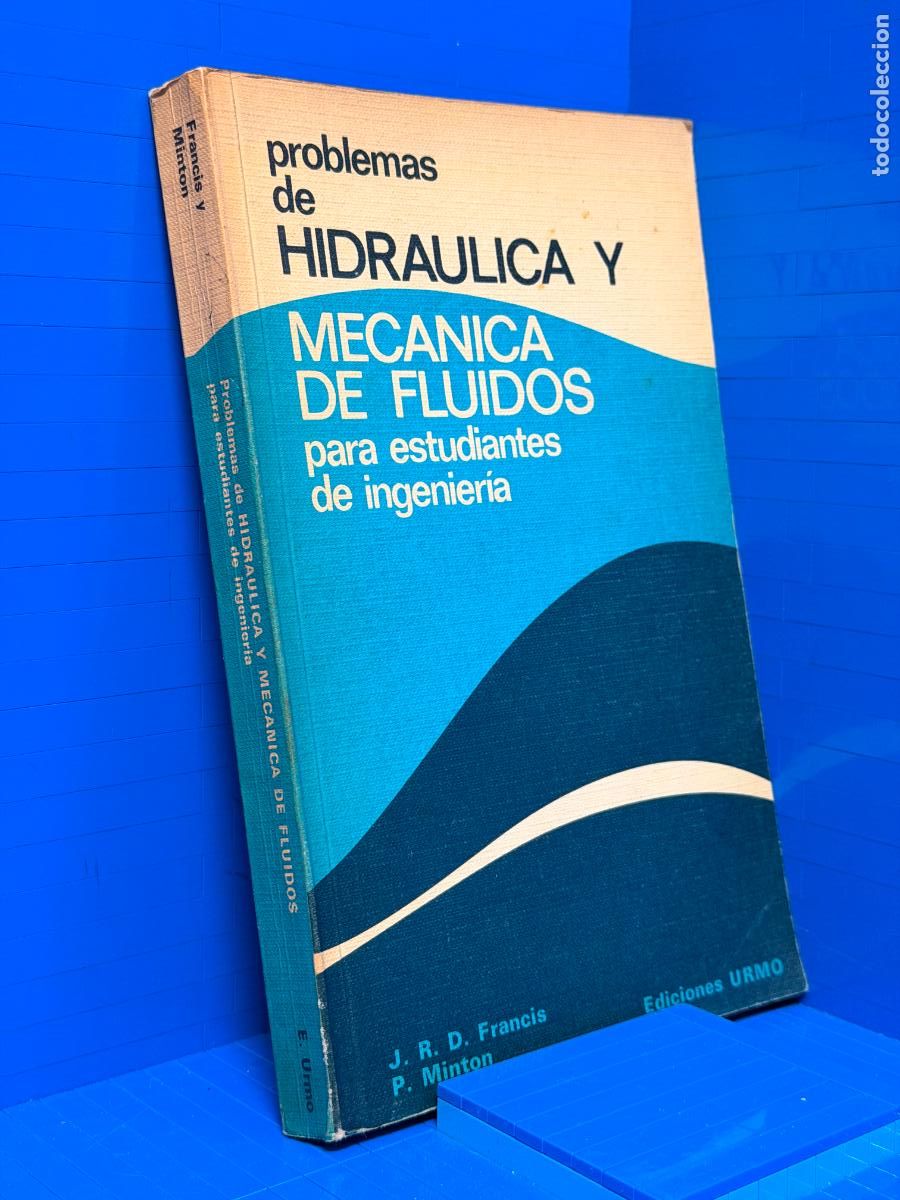 problemas
de
HIDRAULICA Y
MECANICA
DE FLUIDOS
para estudiantes
de ingeniería
J. R. D. Francis
P. Minton
Ediciones URMO
Francis y
Minton
Problemas de HIDRAULICA Y MECANICA DE FLUIDOS
para estudiantes de ingeniería
E. Urmo
todocoleccion